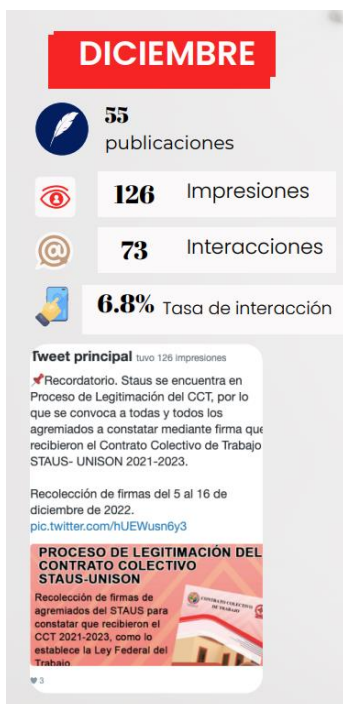 DICIEMBRE
55
publicaciones
126 Impresiones
@ 73 Interacciones
6.8% Tasa de interacción
Tweet principal tuvo 126 impresiones
📌Recordatorio. Staus se encuentra en
Proceso de Legitimación del CCT, por lo
que se convoca a todas y todos los
agremiados a constatar mediante firma que
recibieron el Contrato Colectivo de Trabajo
STAUS- UNISON 2021-2023.
Recolección de firmas del 5 al 16 de
diciembre de 2022.
pic.twitter.com/hUEWusn6y3
PROCESO DE LEGITIMACIÓN DEL
CONTRATO COLECTIVO
STAUS-UNISON
Recolección de firmas de
agremiados del STAUS para
constatar que recibieron el
CCT 2021-2023, como lo
establece la Ley Federal del
Trabajo
CONTRATO COLECTIVO
DE TRABAJO
3